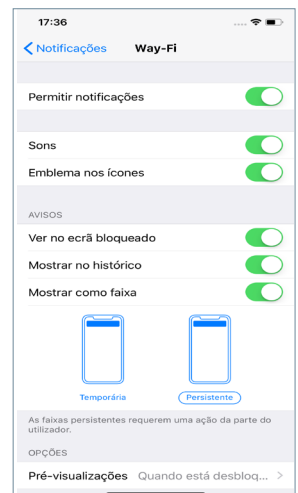 17:36
Notificações Way-Fi
Permitir notificações
Sons
Emblema nos ícones
AVISOS
Ver no ecrã bloqueado
Mostrar no histórico
Mostrar como faixa
Temporária Persistente
As faixas persistentes requerem uma ação da parte do
utilizador.
OPÇÕES
Pré-visualizações Quando está desbloq...